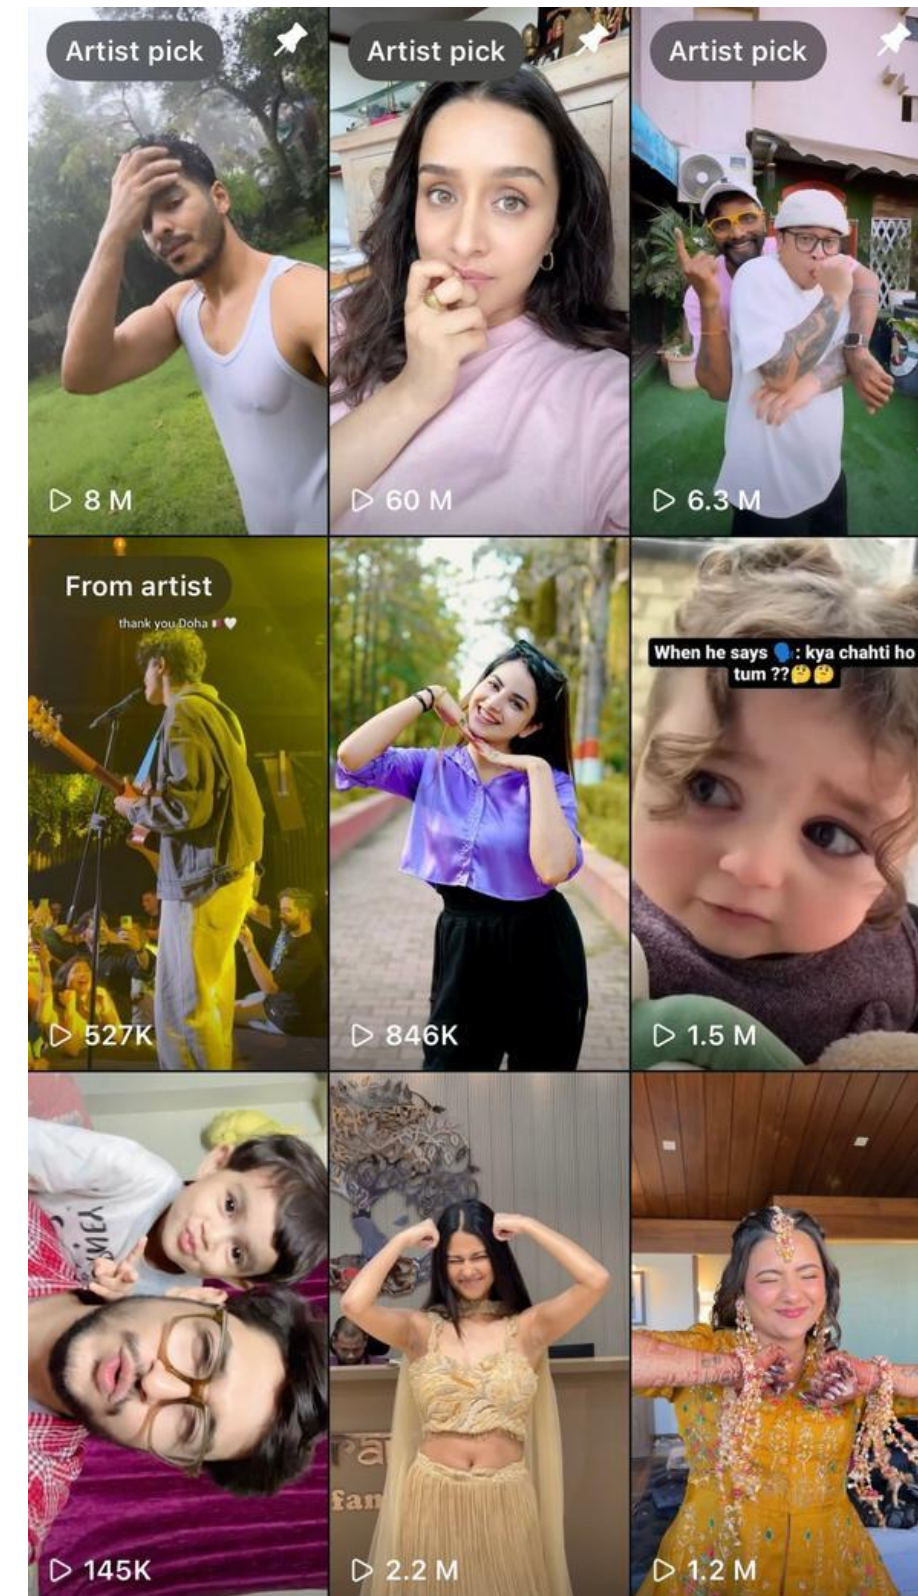 Artist pick
Artist pick
Artist pick
8 M
60 M
6.3 M
From artist
thank you Doha 🇶🇦🤍
When he says 🗣️: kya chahti ho
tum ??🤔🤔
527K
846K
1.5 M
145K
2.2 M
1.2 M